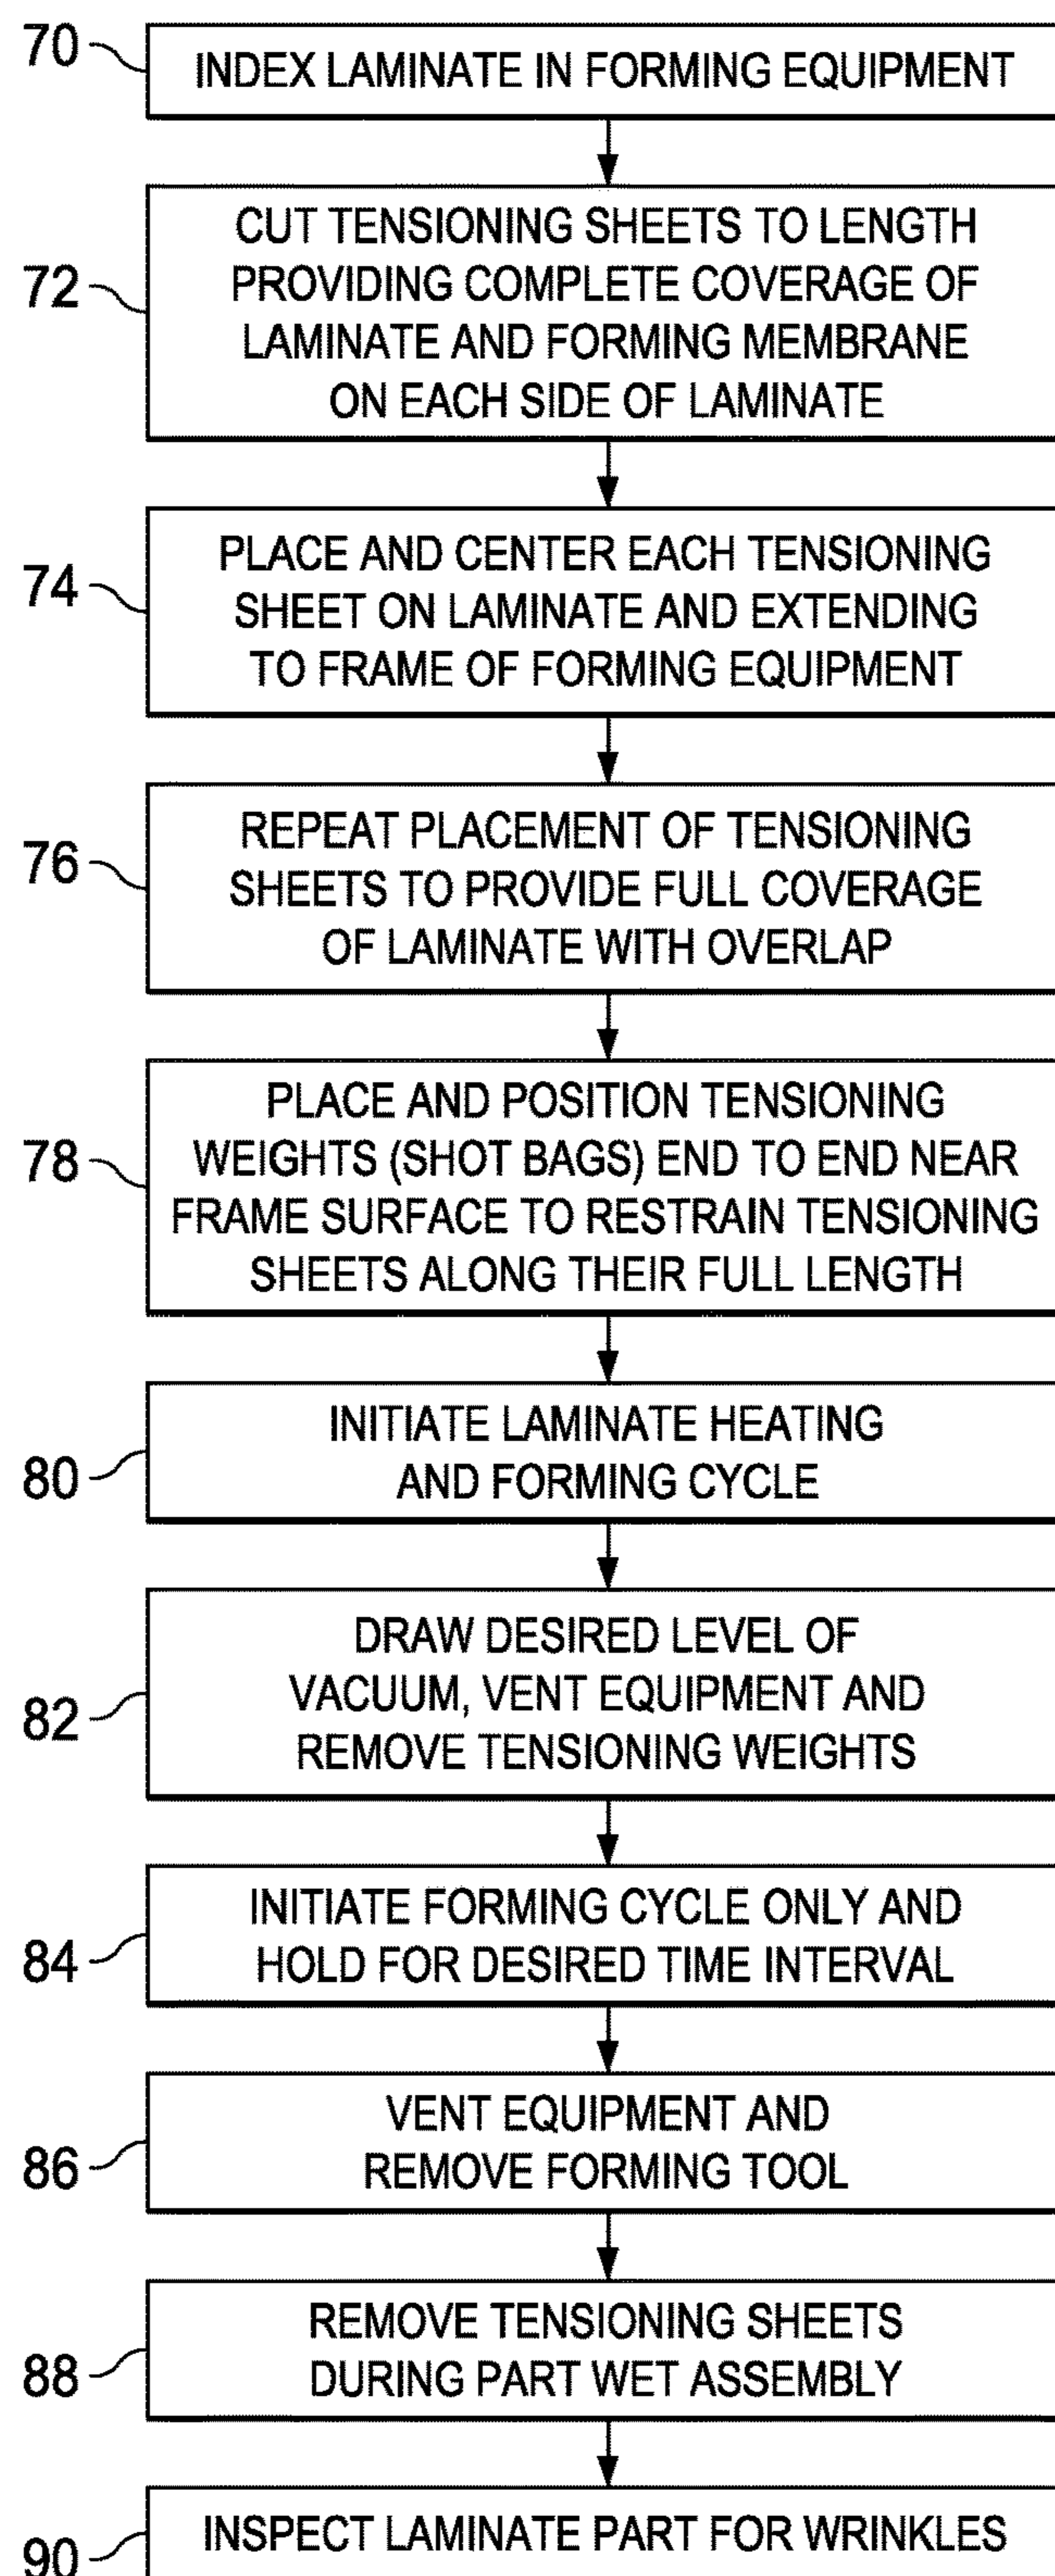 70
INDEX LAMINATE IN FORMING EQUIPMENT
72
CUT TENSIONING SHEETS TO LENGTH
PROVIDING COMPLETE COVERAGE OF
LAMINATE AND FORMING MEMBRANE
ON EACH SIDE OF LAMINATE
74
PLACE AND CENTER EACH TENSIONING
SHEET ON LAMINATE AND EXTENDING
TO FRAME OF FORMING EQUIPMENT
76
REPEAT PLACEMENT OF TENSIONING
SHEETS TO PROVIDE FULL COVERAGE
OF LAMINATE WITH OVERLAP
78
PLACE AND POSITION TENSIONING
WEIGHTS (SHOT BAGS) END TO END NEAR
FRAME SURFACE TO RESTRAIN TENSIONING
SHEETS ALONG THEIR FULL LENGTH
80
INITIATE LAMINATE HEATING
AND FORMING CYCLE
82
DRAW DESIRED LEVEL OF
VACUUM, VENT EQUIPMENT AND
REMOVE TENSIONING WEIGHTS
84
INITIATE FORMING CYCLE ONLY AND
HOLD FOR DESIRED TIME INTERVAL
86
VENT EQUIPMENT AND
REMOVE FORMING TOOL
88
REMOVE TENSIONING SHEETS
DURING PART WET ASSEMBLY
90
INSPECT LAMINATE PART FOR WRINKLES